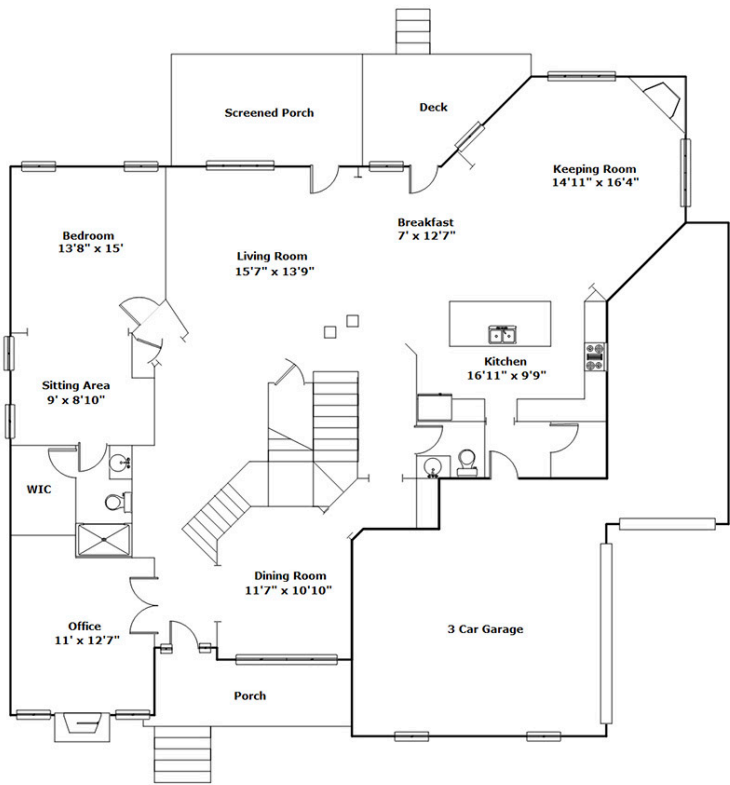 Screened Porch
Deck
Keeping Room
14'11" x 16'4"
Breakfast
7' x 12'7"
Bedroom
13'8" x 15'
Living Room
15'7" x 13'9"
Kitchen
16'11" x 9'9"
Sitting Area
9' x 8'10"
WIC
Dining Room
11'7" x 10'10"
Office
11' x 12'7"
3 Car Garage
Porch